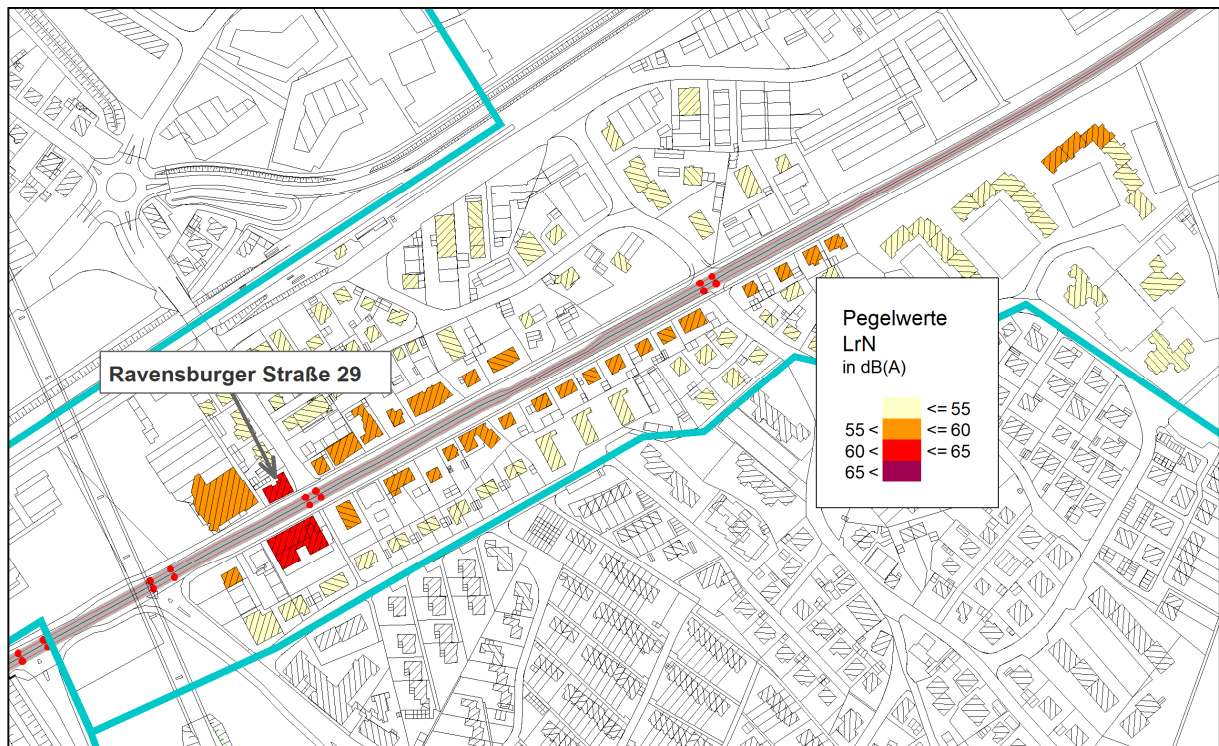 Ravensburger Straße 29
Pegelwerte
LrN
in dB(A)
<= 55
55 < <= 60
60 < <= 65
65 <